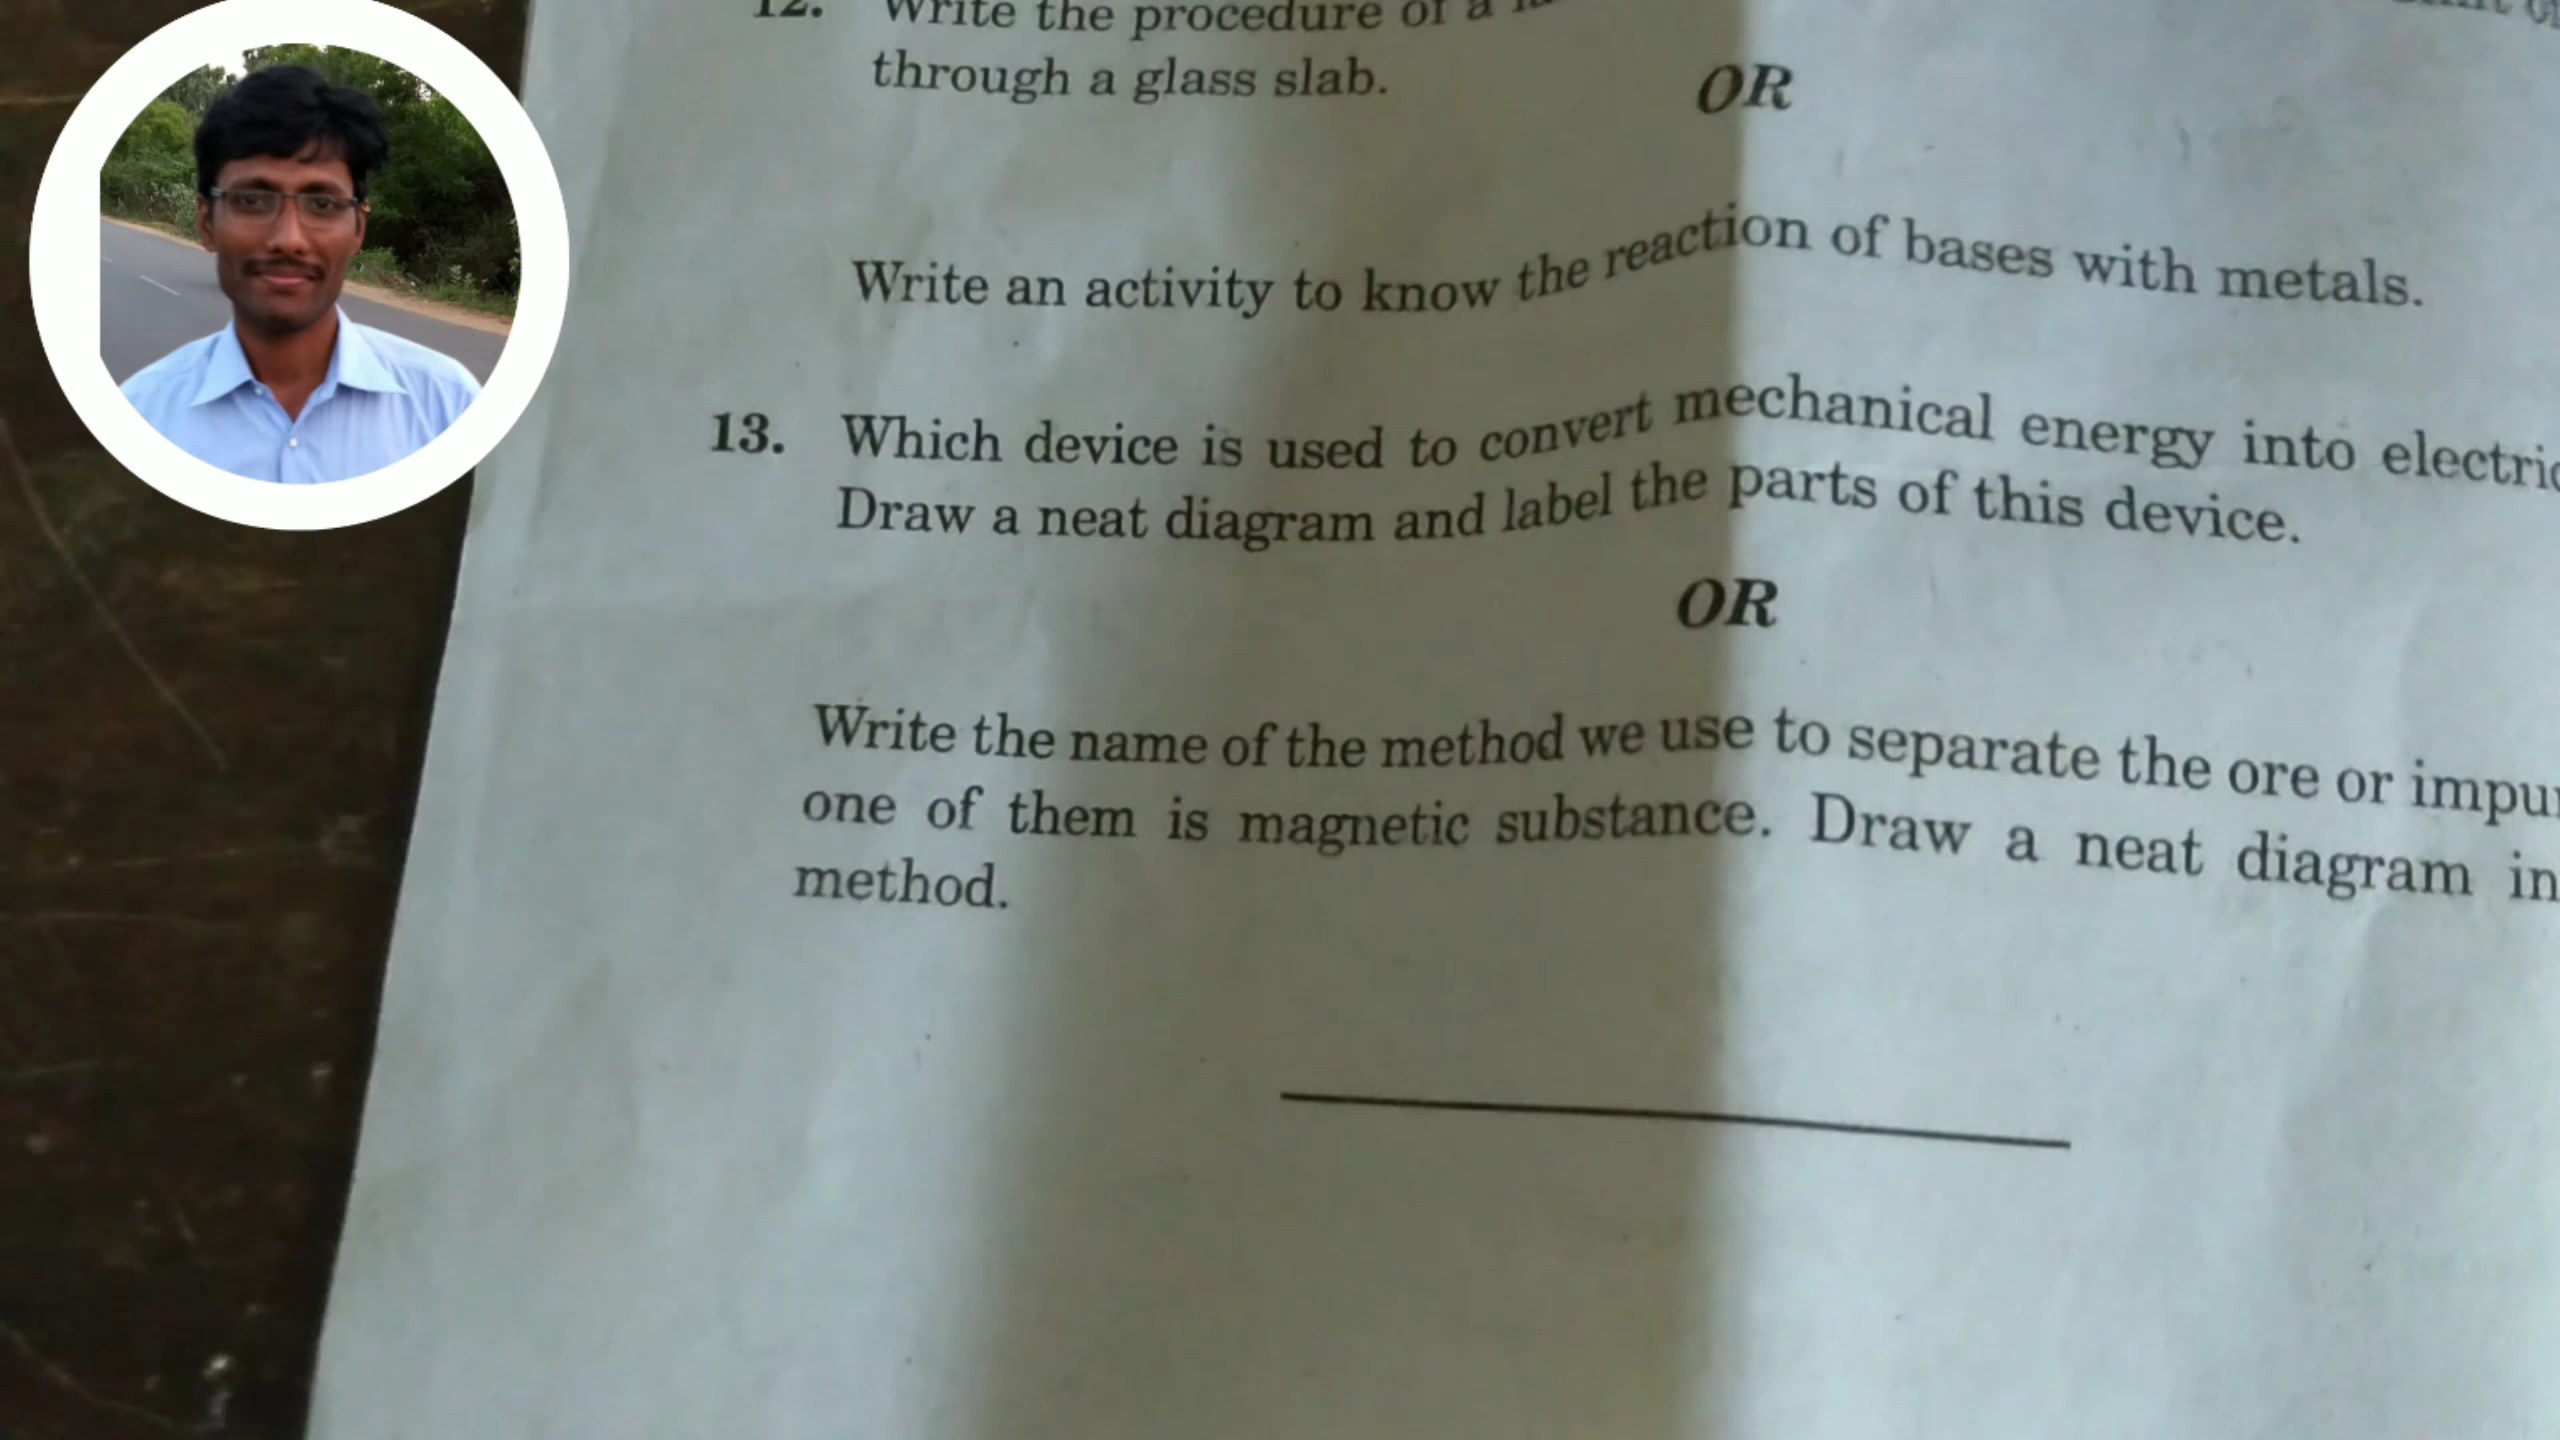 12. Write the procedure of a
through a glass slab.
OR
Write an activity to know the reaction of bases with metals.
13. Which device is used to convert mechanical energy into
Draw a neat diagram and label the parts of this device.
OR
Write the name of the method we use to separate the ore or
one of them is magnetic substance. Draw a neat diagram in
method.